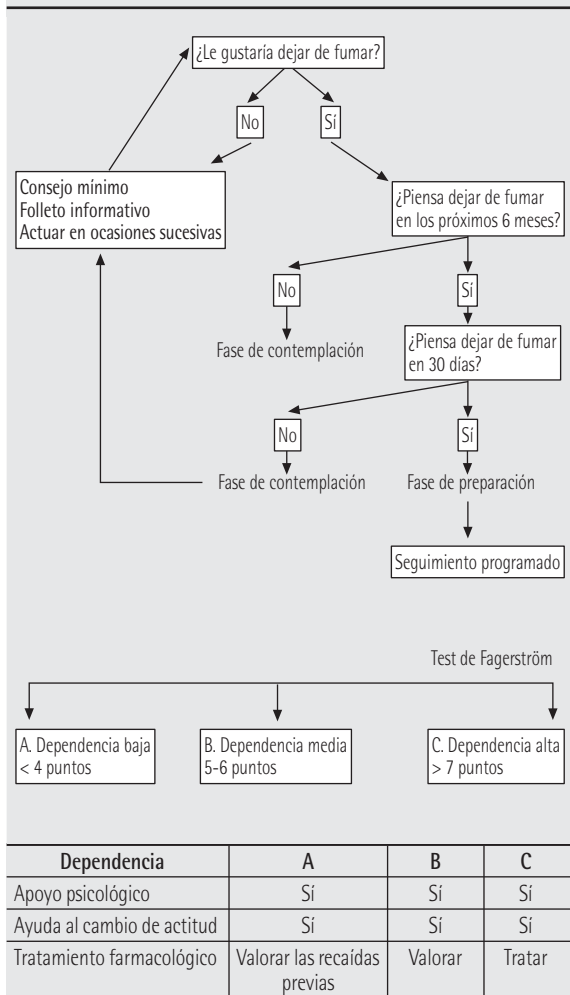 ¿Le gustaría dejar de fumar?
No
Sí
Consejo mínimo
Folleto informativo
Actuar en ocasiones sucesivas
¿Piensa dejar de fumar
en los próximos 6 meses?
No
Sí
Fase de contemplación
¿Piensa dejar de fumar
en 30 días?
No
Sí
Fase de contemplación
Fase de preparación
Seguimiento programado
Test de Fagerström
A. Dependencia baja
< 4 puntos
B. Dependencia media
5-6 puntos
C. Dependencia alta
> 7 puntos
Dependencia A B C
Apoyo psicológico Sí Sí Sí
Ayuda al cambio de actitud Sí Sí Sí
Tratamiento farmacológico Valorar las recaídas Valorar Tratar
previas